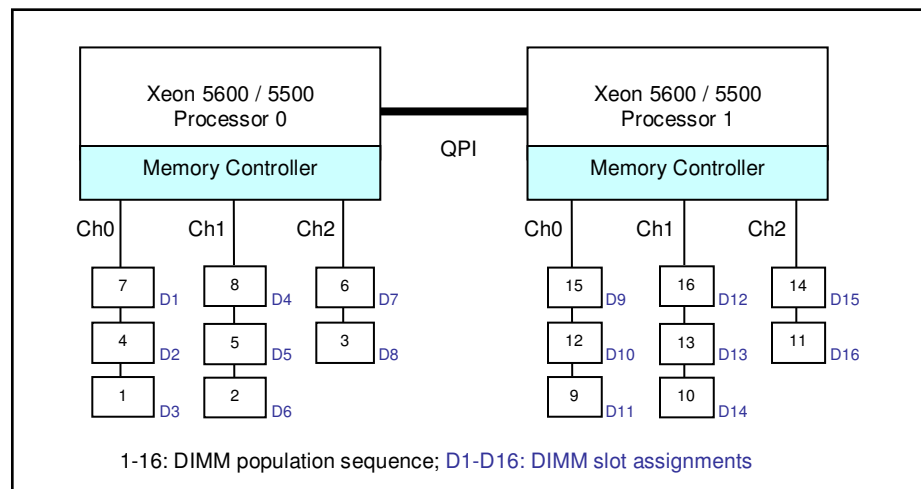 Xeon 5600 / 5500
Processor 0
Memory Controller
QPI
Xeon 5600 / 5500
Processor 1
Memory Controller
Ch0 Ch1 Ch2 Ch0 Ch1 Ch2
7 D1 8 D4 6 D7 15 D9 16 D12 14 D15
4 D2 5 D5 3 D8 12 D10 13 D13 11 D16
1 D3 2 D6 9 D11 10 D14
1-16: DIMM population sequence; D1-D16: DIMM slot assignments